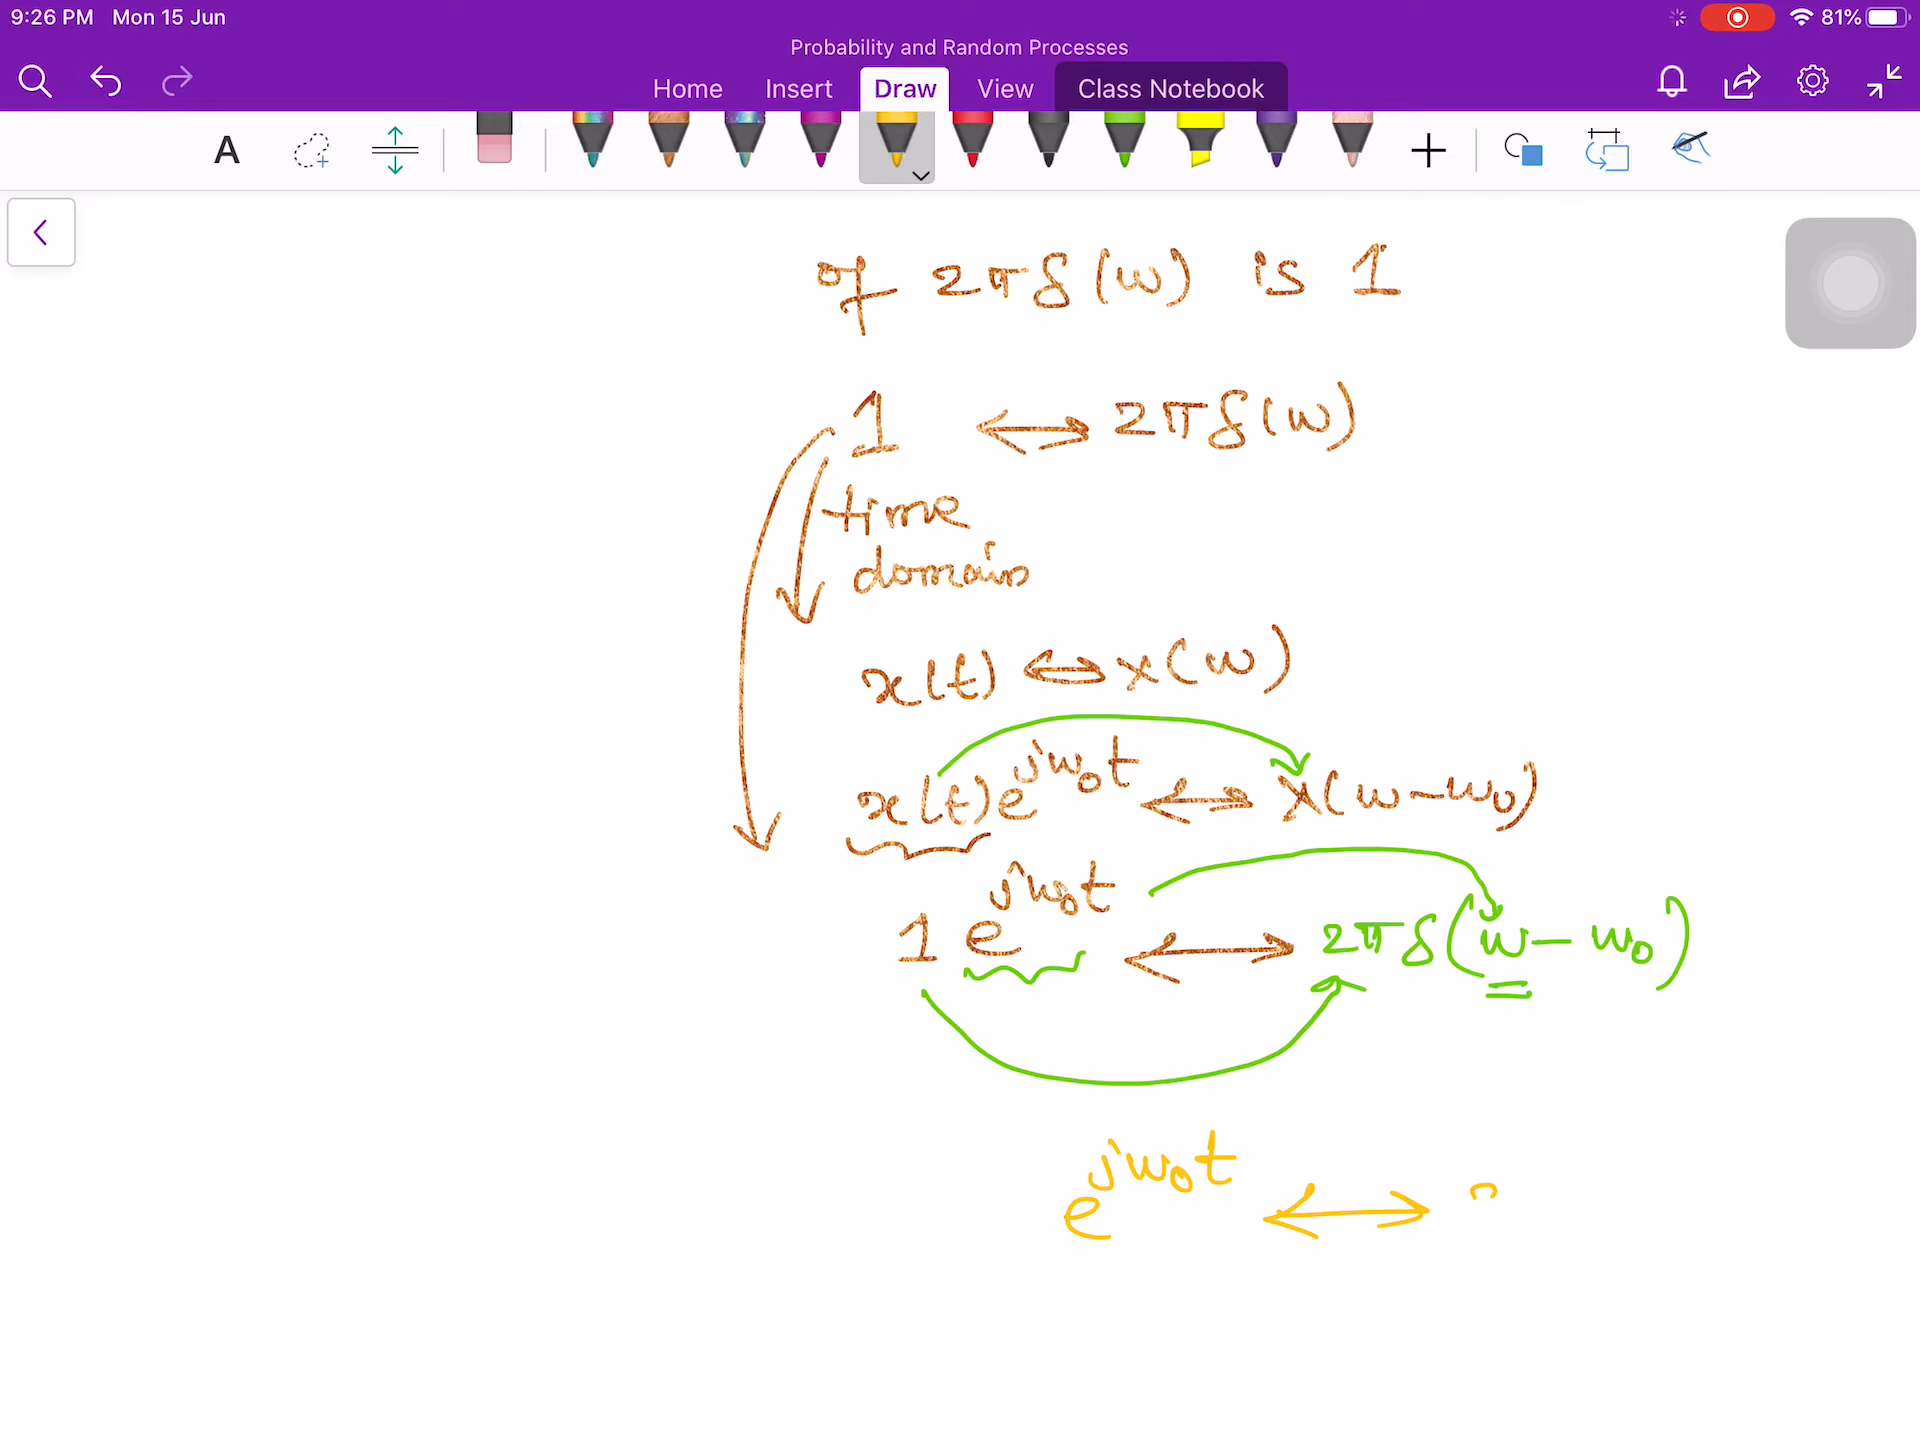 9:26 PM Mon 15 Jun
81%
Probability and Random Processes
Home Insert Draw View Class Notebook
A
of 2πδ(ω) is 1
1 ⟷ 2πδ(ω)
time
domain
x(t) ⟷ X(ω)
x(t)e^{jω₀t} ⟷ X(ω-ω₀)
1 e^{jω₀t} ⟷ 2πδ(ω-ω₀)
e^{jω₀t} ⟷